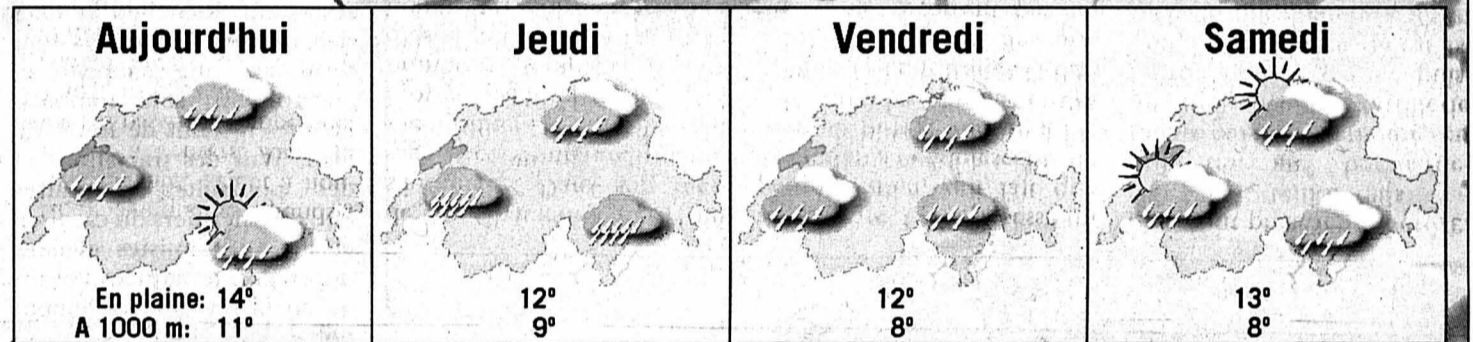 Aujourd'hui
En plaine: 14°
A 1000 m: 11°
Jeudi
12°
9°
Vendredi
12°
8°
Samedi
13°
8°